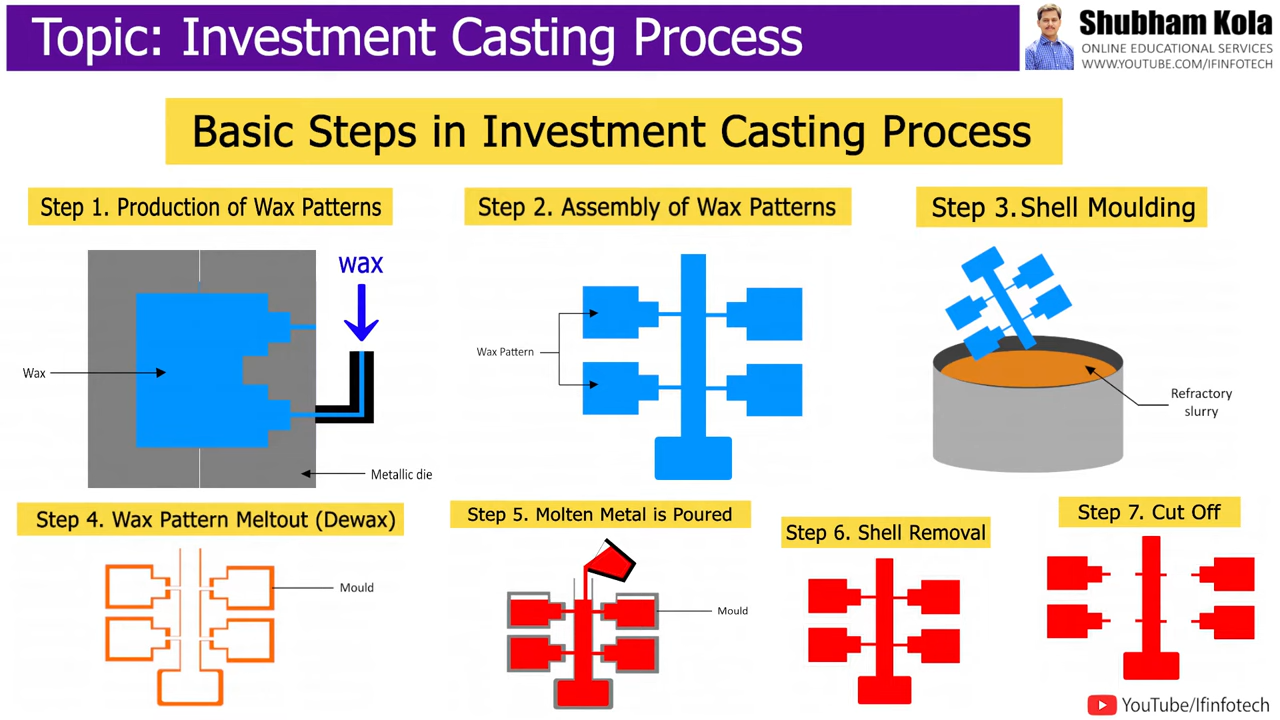 Topic: Investment Casting Process
Shubham Kola
ONLINE EDUCATIONAL SERVICES
WWW.YOUTUBE.COM/IFINFOTECH
Basic Steps in Investment Casting Process
Step 1. Production of Wax Patterns
wax
Wax
Metallic die
Step 2. Assembly of Wax Patterns
Wax Pattern
Step 3. Shell Moulding
Refractory
slurry
Step 4. Wax Pattern Meltout (Dewax)
Mould
Step 5. Molten Metal is Poured
Mould
Step 6. Shell Removal
Step 7. Cut Off
YouTube/Ifinfotech